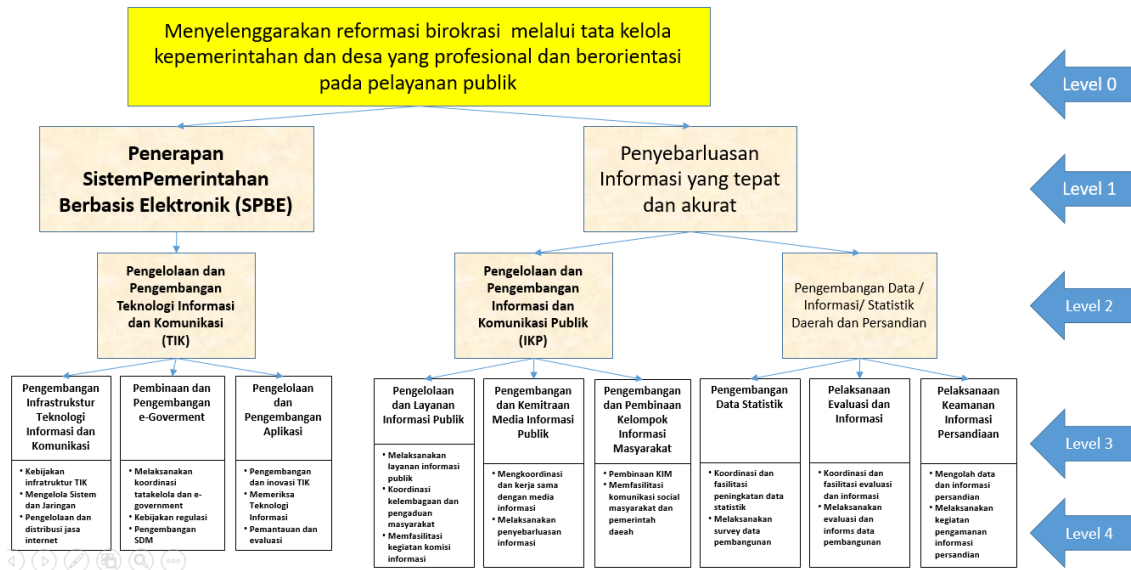 Menyelenggarakan reformasi birokrasi melalui tata kelola
kepemerintahan dan desa yang profesional dan berorientasi
pada pelayanan publik
Level 0
Penerapan
SistemPemerintahan
Berbasis Elektronik (SPBE)
Penyebarluasan
Informasi yang tepat
dan akurat
Level 1
Pengelolaan dan
Pengembangan
Teknologi Informasi
dan Komunikasi
(TIK)
Pengelolaan dan
Pengembangan
Informasi dan
Komunikasi Publik
(IKP)
Pengembangan Data /
Informasi/ Statistik
Daerah dan Persandian
Level 2
Pengembangan
Infrastrukstur
Teknologi
Informasi dan
Komunikasi
Pembinaan dan
Pengembangan
e-Goverment
Pengelolaan
dan
Pengembangan
Aplikasi
Pengelolaan
dan Layanan
Informasi Publik
Pengembangan
dan Kemitraan
Media Informasi
Publik
Pengembangan
dan Pembinaan
Kelompok
Informasi
Masyarakat
Pengembangan
Data Statistik
Pelaksanaan
Evaluasi dan
Informasi
Pelaksanaan
Keamanan
Informasi
Persandiaan
Level 3
• Kebijakan
infratruktur TIK
• Mengelola Sistem
dan Jaringan
• Pengelolaan dan
distribusi jasa
internet
• Melaksanakan
koordinasi
tatakelola dan e-
government
• Kebijakan regulasi
• Pengembangan
SDM
• Pengembangan
dan inovasi TIK
• Memeriksa
Teknologi
Informasi
• Pemantauan dan
evaluasi
• Melaksanakan
layanan informasi
publik
• Koordinasi
kelembagaan dan
pengaduan
masyarakat
• Memfasilitasi
kegiatan komisi
informasi
• Mengkoordinasi
dan kerja sama
dengan media
informasi
• Melaksanakan
penyebarluasan
informasi
• Pembinaan KIM
• Memfasilitasi
komunikasi social
masyarakat dan
pemerintah
daeah
• Koordinasi dan
fasilitasi
peningkatan data
statistik
• Melaksanakan
survey data
pembangunan
• Koordinasi dan
fasilitasi evaluasi
dan informasi
• Melaksanakan
evaluasi dan
informs data
pembangunan
• Mengolah data
dan informasi
persandian
• Melaksanakan
kegiatan
pengamanan
informasi
persandian
Level 4